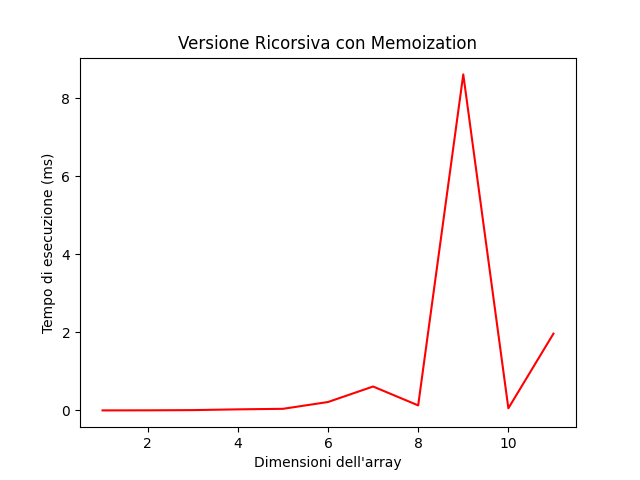 Versione Ricorsiva con Memoization
Tempo di esecuzione (ms)
8
6
4
2
0
2 4 6 8 10
Dimensioni dell'array